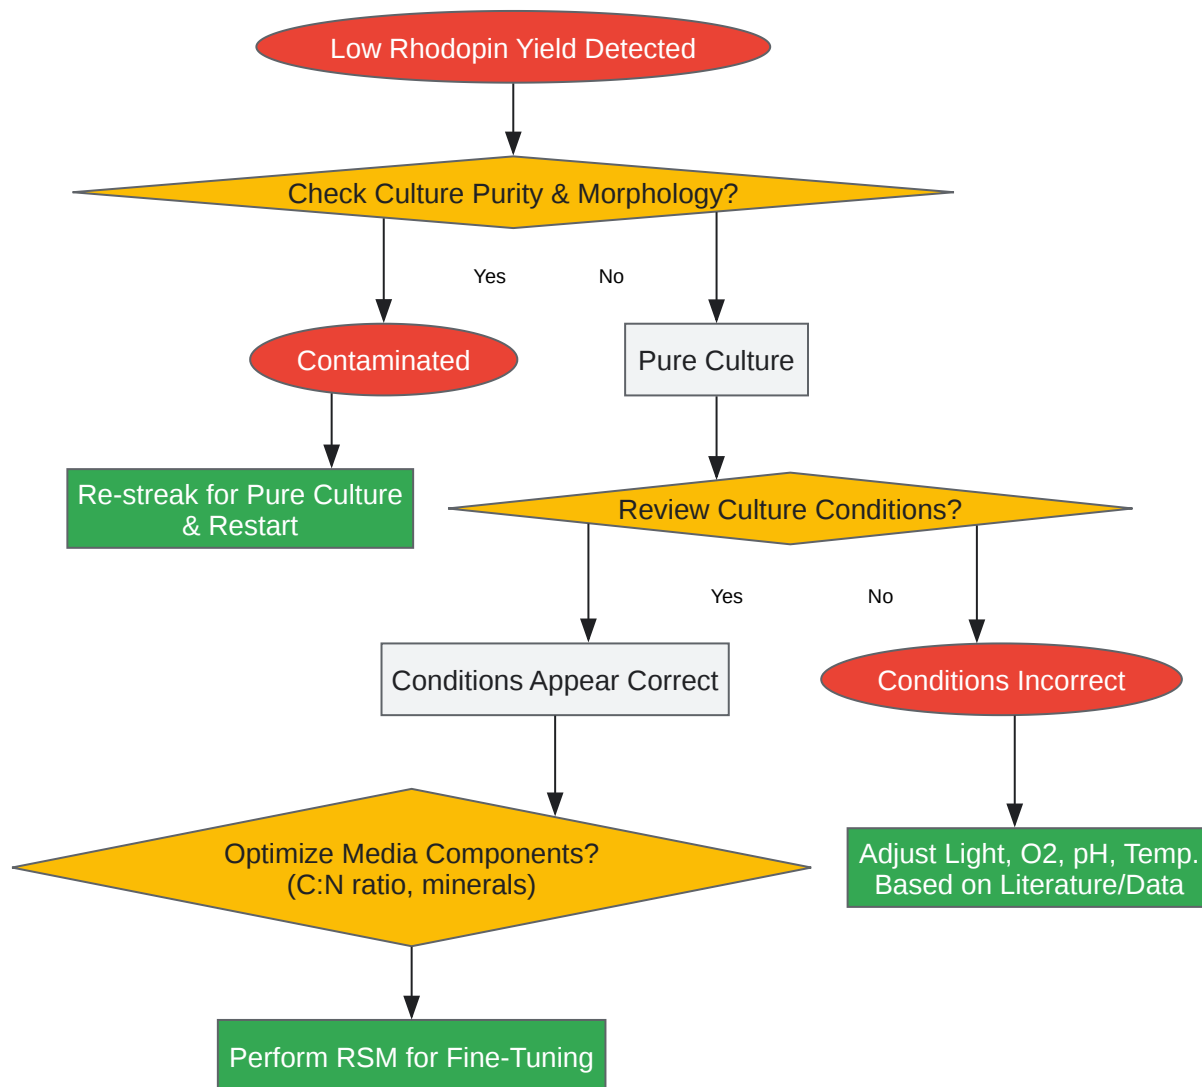 Low Rhodopin Yield Detected
Check Culture Purity & Morphology?
Yes
No
Contaminated
Pure Culture
Re-streak for Pure Culture
& Restart
Review Culture Conditions?
Yes
No
Conditions Appear Correct
Conditions Incorrect
Optimize Media Components?
(C:N ratio, minerals)
Adjust Light, O2, pH, Temp.
Based on Literature/Data
Perform RSM for Fine-Tuning